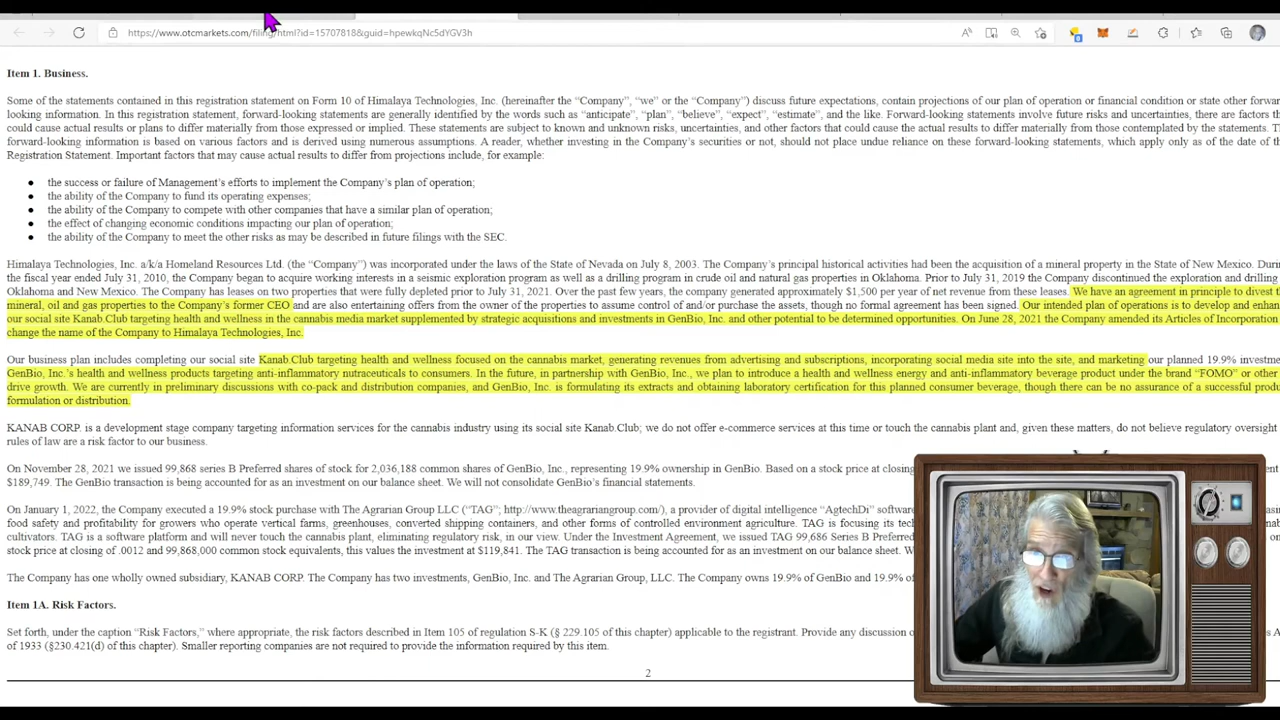 https://www.otcmarkets.com/filing/html?id=15707818&guid=hpewkqNc5dYGV3h
Item 1. Business.
Some of the statements contained in this registration statement on Form 10 of Himalaya Technologies, Inc. (hereinafter the “Company”, “we” or the “Company”) discuss future expectations, contain projections of our plan of operation or financial condition or state other forwar
looking information. In this registration statement, forward-looking statements are generally identified by the words such as “anticipate”, “plan”, “believe”, “expect”, “estimate”, and the like. Forward-looking statements involve future risks and uncertainties, there are factors th
could cause actual results or plans to differ materially from those expressed or implied. These statements are subject to known and unknown risks, uncertainties, and other factors that could cause the actual results to differ materially from those contemplated by the statements. T
information is based on various factors and is derived using numerous assumptions. A reader, whether investing in the Company’s securities or not, should not place undue reliance on these forward-looking statements, which apply only as of the date of th
Registration Statement. Important factors that may cause actual results to differ from projections include, for example:
● the success or failure of Management’s efforts to implement the Company’s plan of operation;
● the ability of the Company to fund its operating expenses;
● the ability of the Company to compete with other companies that have a similar plan of operation;
● the effect of changing economic conditions impacting our plan of operation;
● the ability of the Company to meet the other risks as may be described in future filings with the SEC.
Himalaya Technologies, Inc. a/k/a Homeland Resources Ltd. (the “Company”) was incorporated under the laws of the State of Nevada on July 8, 2003. The Company’s principal historical activities had been the acquisition of a mineral property in the State of New Mexico. Duri
the fiscal year ended July 31, 2010, the Company began to acquire working interests in a seismic exploration program as well as a drilling program in crude oil and natural gas properties in Oklahoma. Prior to July 31, 2019 the Company discontinued the exploration and drilling
Oklahoma and New Mexico. The Company has leases on two properties that were fully depleted prior to July 31, 2021. Over the past few years, the company generated approximately $1,500 per year of net revenue from these leases. We have an agreement in principle to divest th
mineral, oil and gas properties to the Company’s former CEO and are also entertaining offers from the owner of the properties to assume control of and/or purchase the assets, though no formal agreement has been signed. Our intended plan of operations is to develop and enhan
our social site Kanab.Club targeting health and wellness in the cannabis media market supplemented by strategic acquisitions and investments in GenBio, Inc. and other potential to be determined opportunities. On June 28, 2021 the Company amended its Articles of Incorporation
change the name of the Company to Himalaya Technologies, Inc.
Our business plan includes completing our social site Kanab.Club targeting health and wellness focused on the cannabis market, generating revenues from advertising and subscriptions, incorporating social media site into the site, and marketing our planned 19.9% investme
GenBio, Inc.’s health and wellness products targeting anti-inflammatory nutraceuticals to consumers. In the future, in partnership with GenBio, Inc., we plan to introduce a health and wellness energy and anti-inflammatory beverage product under the brand “FOMO” or other
drive growth. We are currently in preliminary discussions with co-pack and distribution companies, and GenBio, Inc. is formulating its extracts and obtaining laboratory certification for this planned consumer beverage, though there can be no assurance of a successful produ
formulation or distribution.
KANAB CORP. is a development stage company targeting information services for the cannabis industry using its social site Kanab.Club; we do not offer e-commerce services at this time or touch the cannabis plant and, given these matters, do not believe regulatory oversight
rules of law are a risk factor to our business.
On November 28, 2021 we issued 99,868 series B Preferred shares of stock for 2,036,188 common shares of GenBio, Inc., representing 19.9% ownership in GenBio. Based on a stock price at closing
$189,749. The GenBio transaction is being accounted for as an investment on our balance sheet. We will not consolidate GenBio’s financial statements.
On January 1, 2022, the Company executed a 19.9% stock purchase with The Agrarian Group LLC (“TAG”; http://www.theagrariangroup.com/), a provider of digital intelligence “AgtechDi” softwar
food safety and profitability for growers who operate vertical farms, greenhouses, converted shipping containers, and other forms of controlled environment agriculture. TAG is focusing its tec
cultivators. TAG is a software platform and will never touch the cannabis plant, eliminating regulatory risk, in our view. Under the Investment Agreement, we issued TAG 99,686 Series B Preferred
stock price at closing of .0012 and 99,868,000 common stock equivalents, this values the investment at $119,841. The TAG transaction is being accounted for as an investment on our balance sheet. W
The Company has one wholly owned subsidiary, KANAB CORP. The Company has two investments, GenBio, Inc. and The Agrarian Group, LLC. The Company owns 19.9% of GenBio and 19.9%
Item 1A. Risk Factors.
Set forth, under the caption “Risk Factors,” where appropriate, the risk factors described in Item 105 of regulation S-K (§ 229.105 of this chapter) applicable to the registrant. Provide any discussion
of 1933 (§230.421(d) of this chapter). Smaller reporting companies are not required to provide the information required by this item.
2